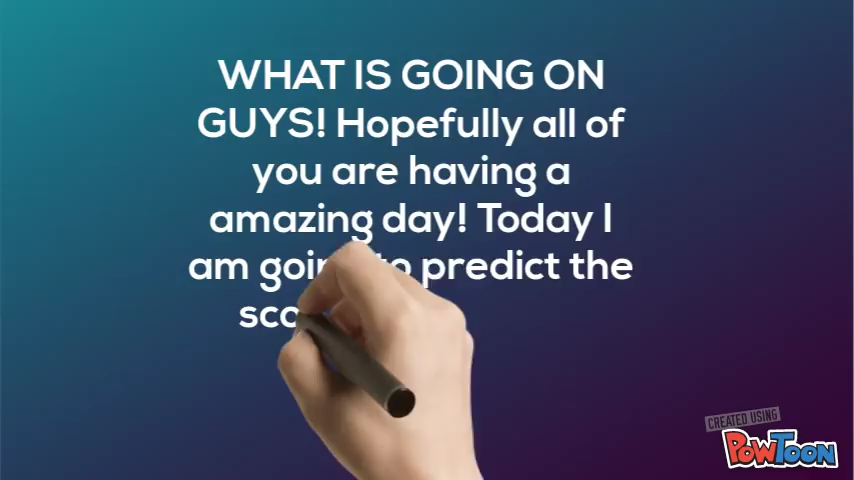 WHAT IS GOING ON
GUYS! Hopefully all of
you are having a
amazing day! Today I
am predict the
CREATED USING
POWTOON